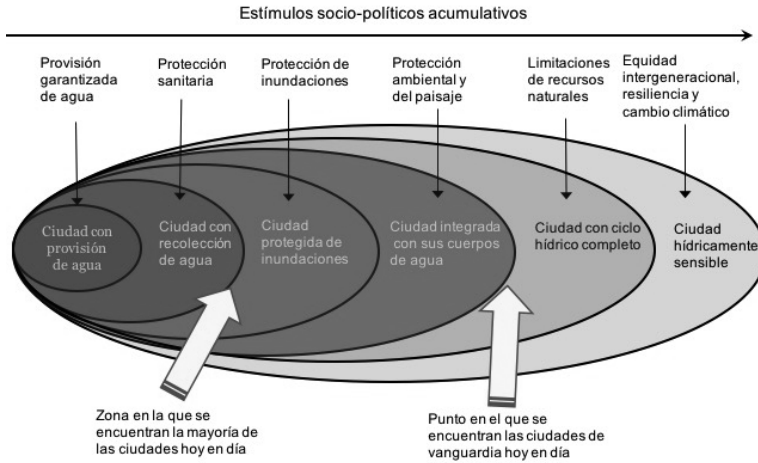 Estímulos socio-políticos acumulativos
Provisión
garantizada
de agua
Protección
sanitaria
Protección de
inundaciones
Protección
ambiental y
del paisaje
Limitaciones
de recursos
naturales
Equidad
intergeneracional,
resiliencia y
cambio climático
Ciudad con
provisión
de agua
Ciudad con
recolección
de agua
Ciudad
protegida de
inundaciones
Ciudad integrada
con sus cuerpos
de agua
Ciudad con ciclo
hídrico completo
Ciudad
hídricamente
sensible
Zona en la que se
encuentran la mayoría de
las ciudades hoy en día
Punto en el que se
encuentran las ciudades de
vanguardia hoy en día